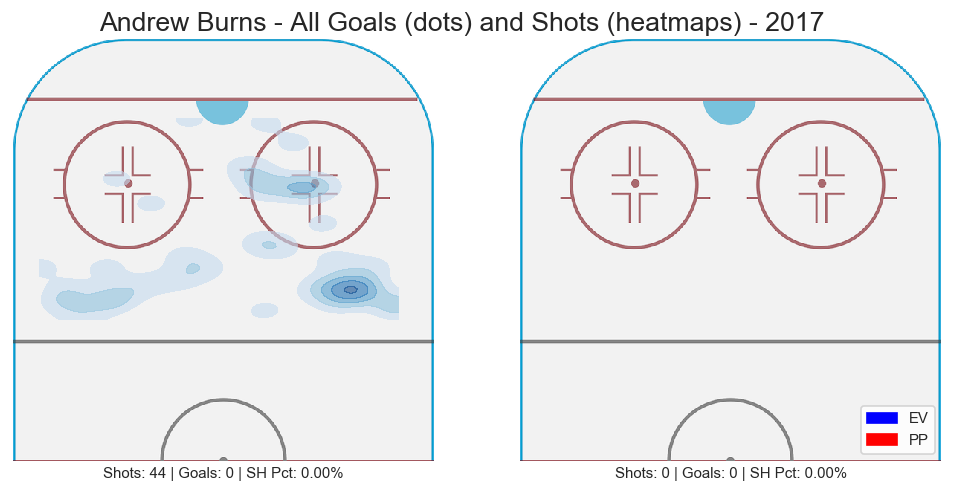 Andrew Burns - All Goals (dots) and Shots (heatmaps) - 2017
EV
PP
Shots: 44 | Goals: 0 | SH Pct: 0.00%
Shots: 0 | Goals: 0 | SH Pct: 0.00%